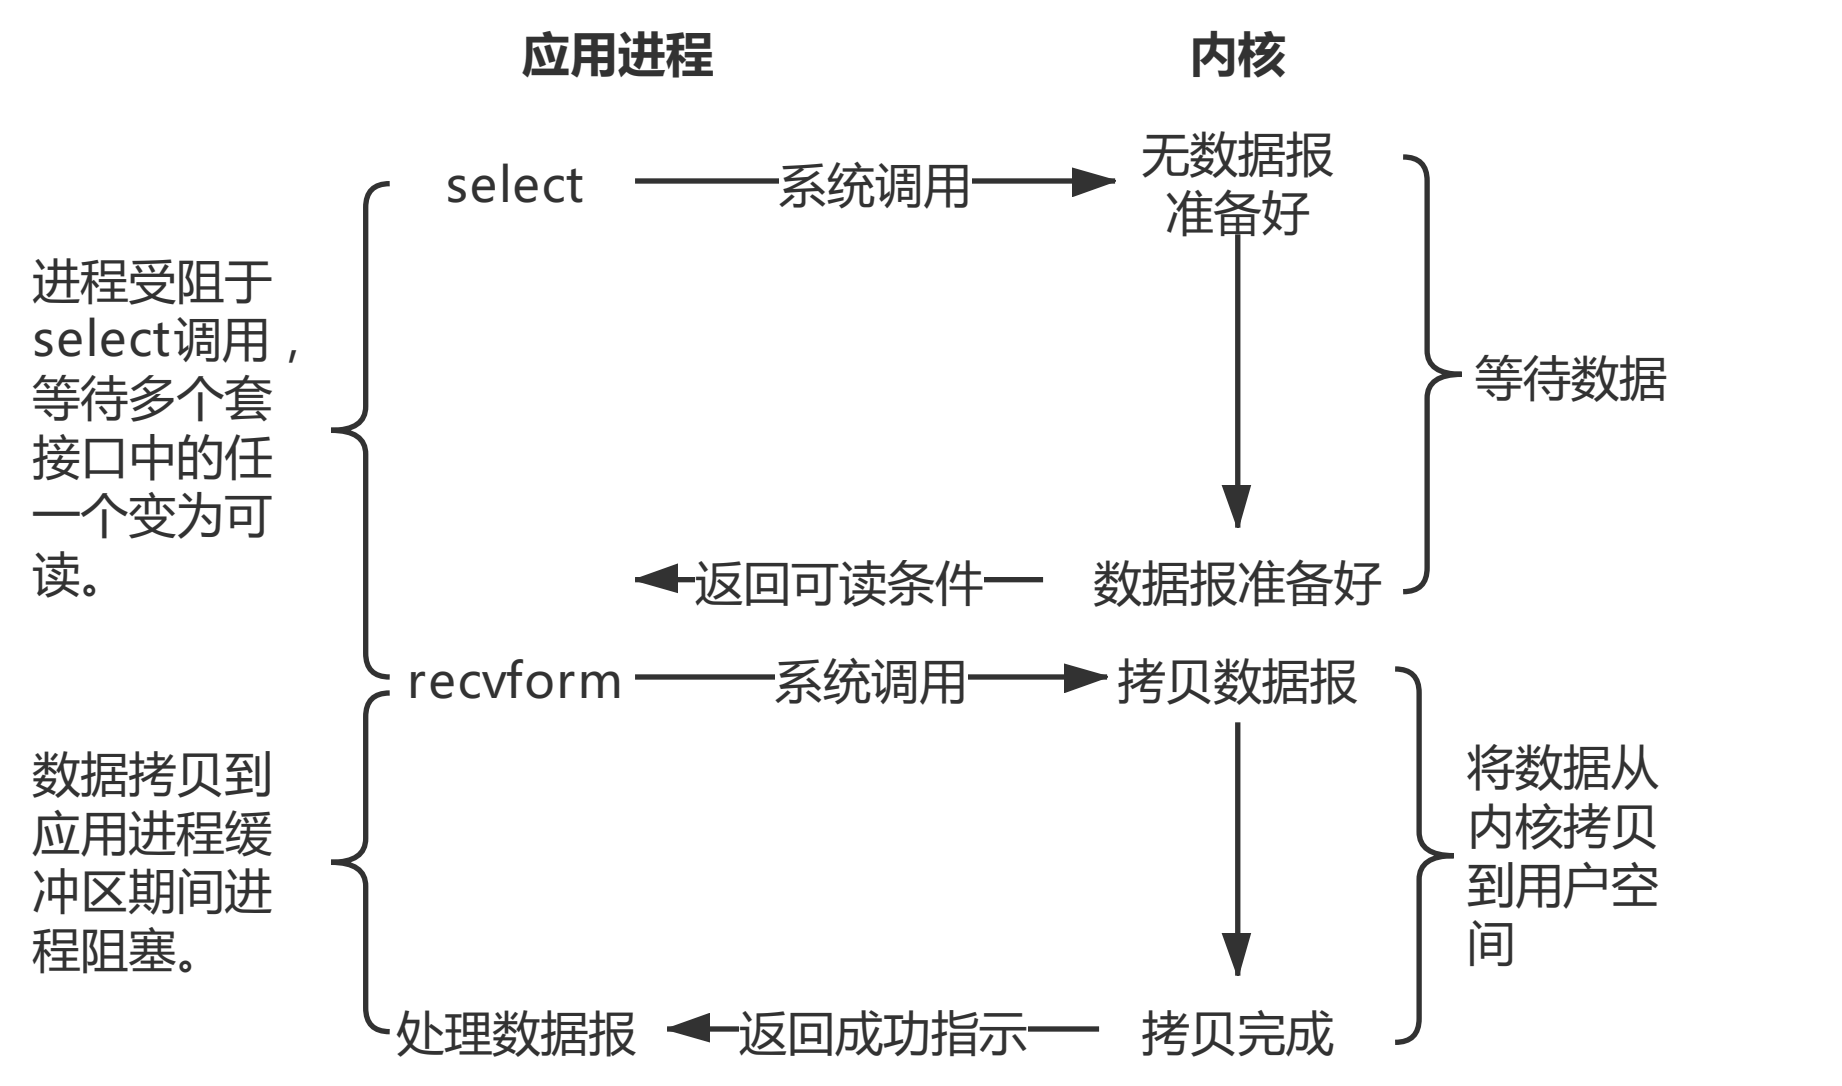 应用进程
内核
select
系统调用
无数据报
准备好
进程受阻于
select调用，
等待多个套
接口中的任
一个变为可
读。
等待数据
返回可读条件
数据报准备好
recvform
系统调用
拷贝数据报
数据拷贝到
应用进程缓
冲区期间进
程阻塞。
将数据从
内核拷贝
到用户空
间
处理数据报
返回成功指示
拷贝完成